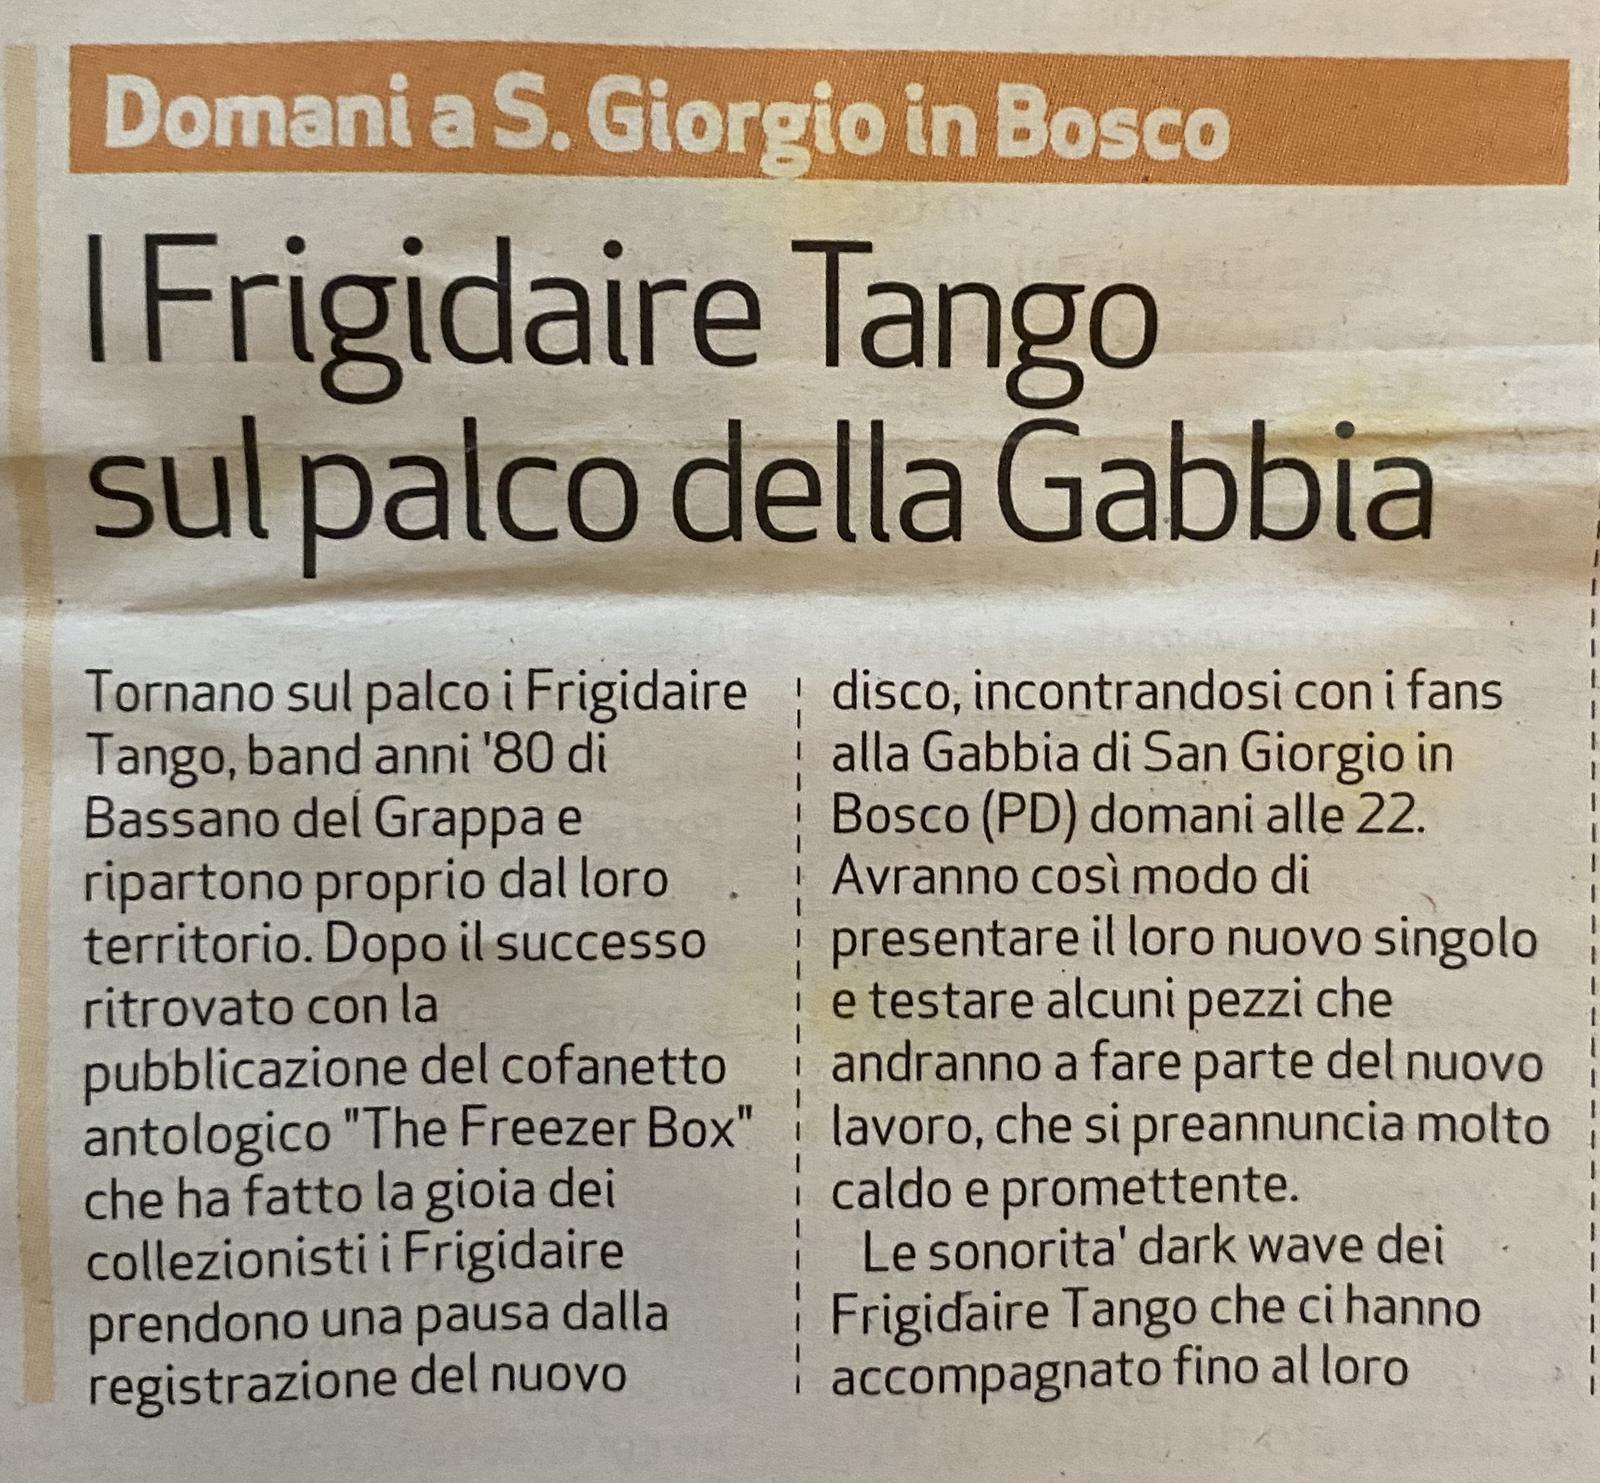 Domani a S. Giorgio in Bosco
I Frigidaire Tango
sul palco della Gabbia
Tornano sul palco i Frigidaire
Tango, band anni '80 di
Bassano del Grappa e
ripartono proprio dal loro
territorio. Dopo il successo
ritrovato con la
pubblicazione del cofanetto
antologico "The Freezer Box"
che ha fatto la gioia dei
collezionisti i Frigidaire
prendono una pausa dalla
registrazione del nuovo
disco, incontrandosi con i fans
alla Gabbia di San Giorgio in
Bosco (PD) domani alle 22.
Avranno così modo di
presentare il loro nuovo singolo
e testare alcuni pezzi che
andranno a fare parte del nuovo
lavoro, che si preannuncia molto
caldo e promettente.
Le sonorita' dark wave dei
Frigidaire Tango che ci hanno
accompagnato fino al loro